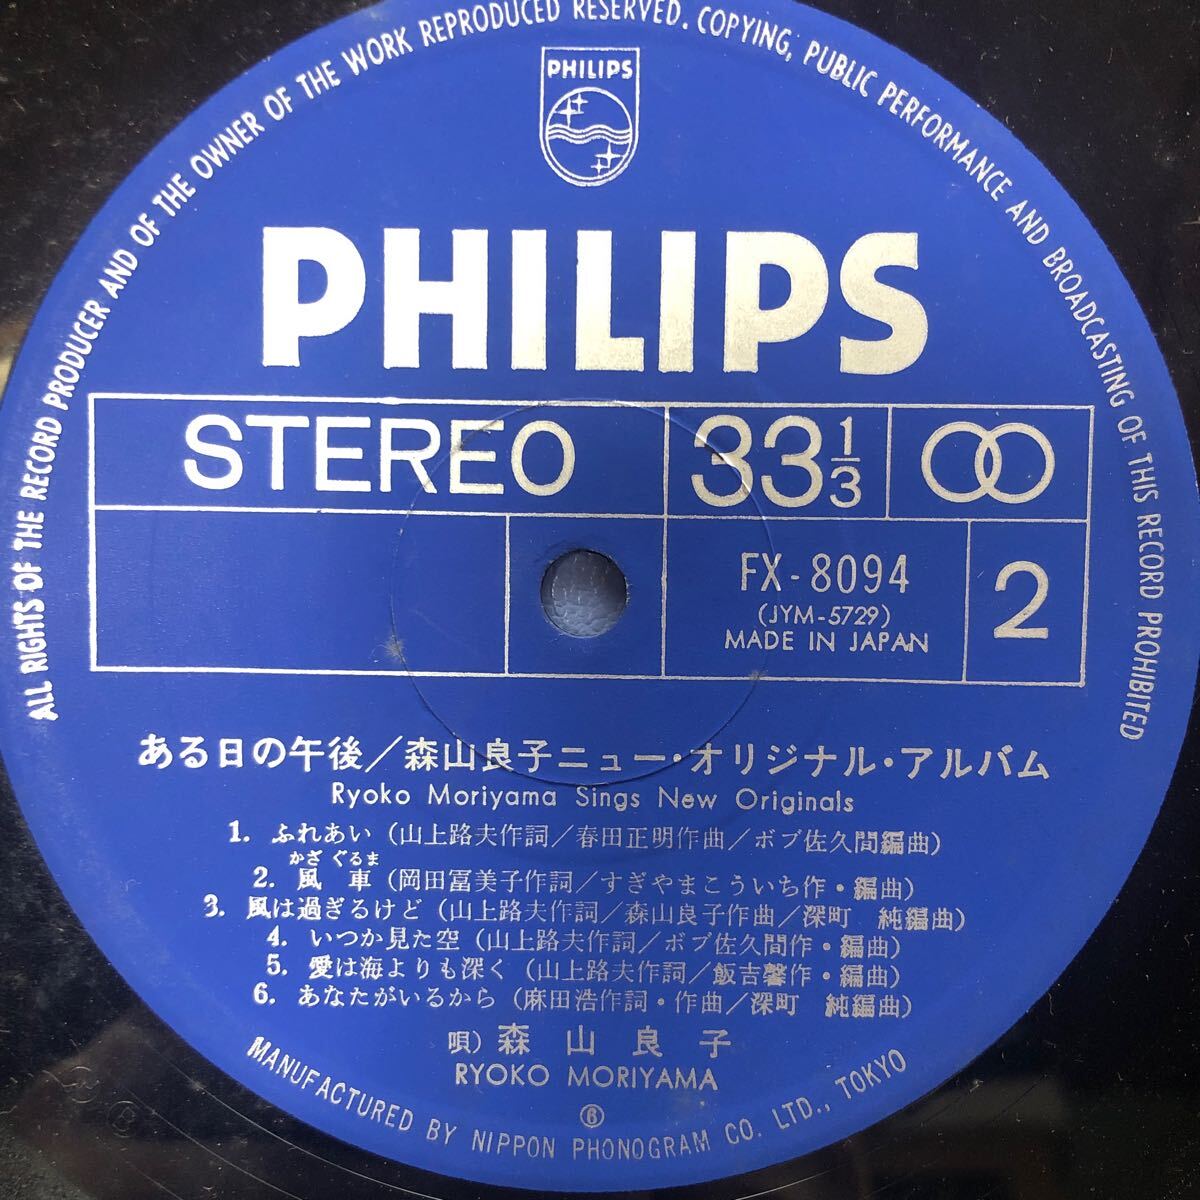 ALL RIGHTS OF THE RECORD PRODUCER AND OF THE OWNER OF THE WORK REPRODUCED RESERVED. COPYING, PUBLIC PERFORMANCE AND BROADCASTING OF THIS RECORD PROHIBITED
PHILIPS
PHILIPS
STEREO
33 1/3
FX-8094
(JYM-5729)
MADE IN JAPAN
2
ある日の午後/森山良子ニュー・オリジナル・アルバム
Ryoko Moriyama Sings New Originals
1. ふれあい (山上路夫作詞/春田正明作曲/ボブ佐久間編曲)
かざ ぐるま
2. 風 車 (岡田冨美子作詞/すぎやまこういち作・編曲)
3. 風は過ぎるけど (山上路夫作詞/森山良子作曲/深町 純編曲)
4. いつか見た空 (山上路夫作詞/ボブ佐久間作・編曲)
5. 愛は海よりも深く (山上路夫作詞/飯吉馨作・編曲)
6. あなたがいるから (麻田浩作詞・作曲/深町 純編曲)
唄) 森山良子
RYOKO MORIYAMA
⑥
MANUFACTURED BY NIPPON PHONOGRAM CO. LTD., TOKYO